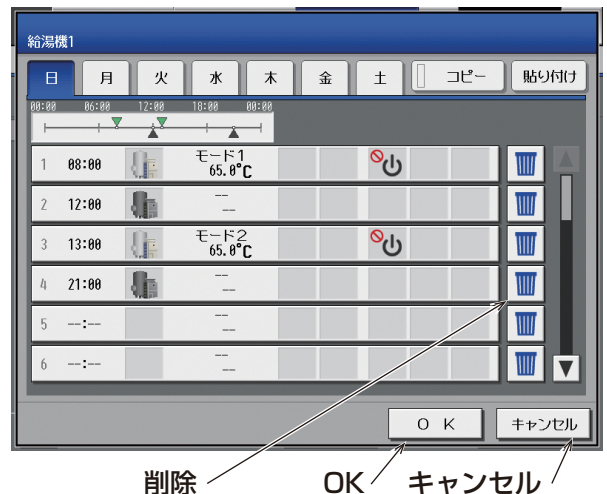 給湯機1
日 月 火 水 木 金 土 コピー 貼り付け
00:00 06:00 12:00 18:00 00:00
1 08:00 モード1 65.0°C
2 12:00 -- --
3 13:00 モード2 65.0°C
4 21:00 -- --
5 --:-- -- --
6 --:-- -- --
OK キャンセル
削除 OK キャンセル